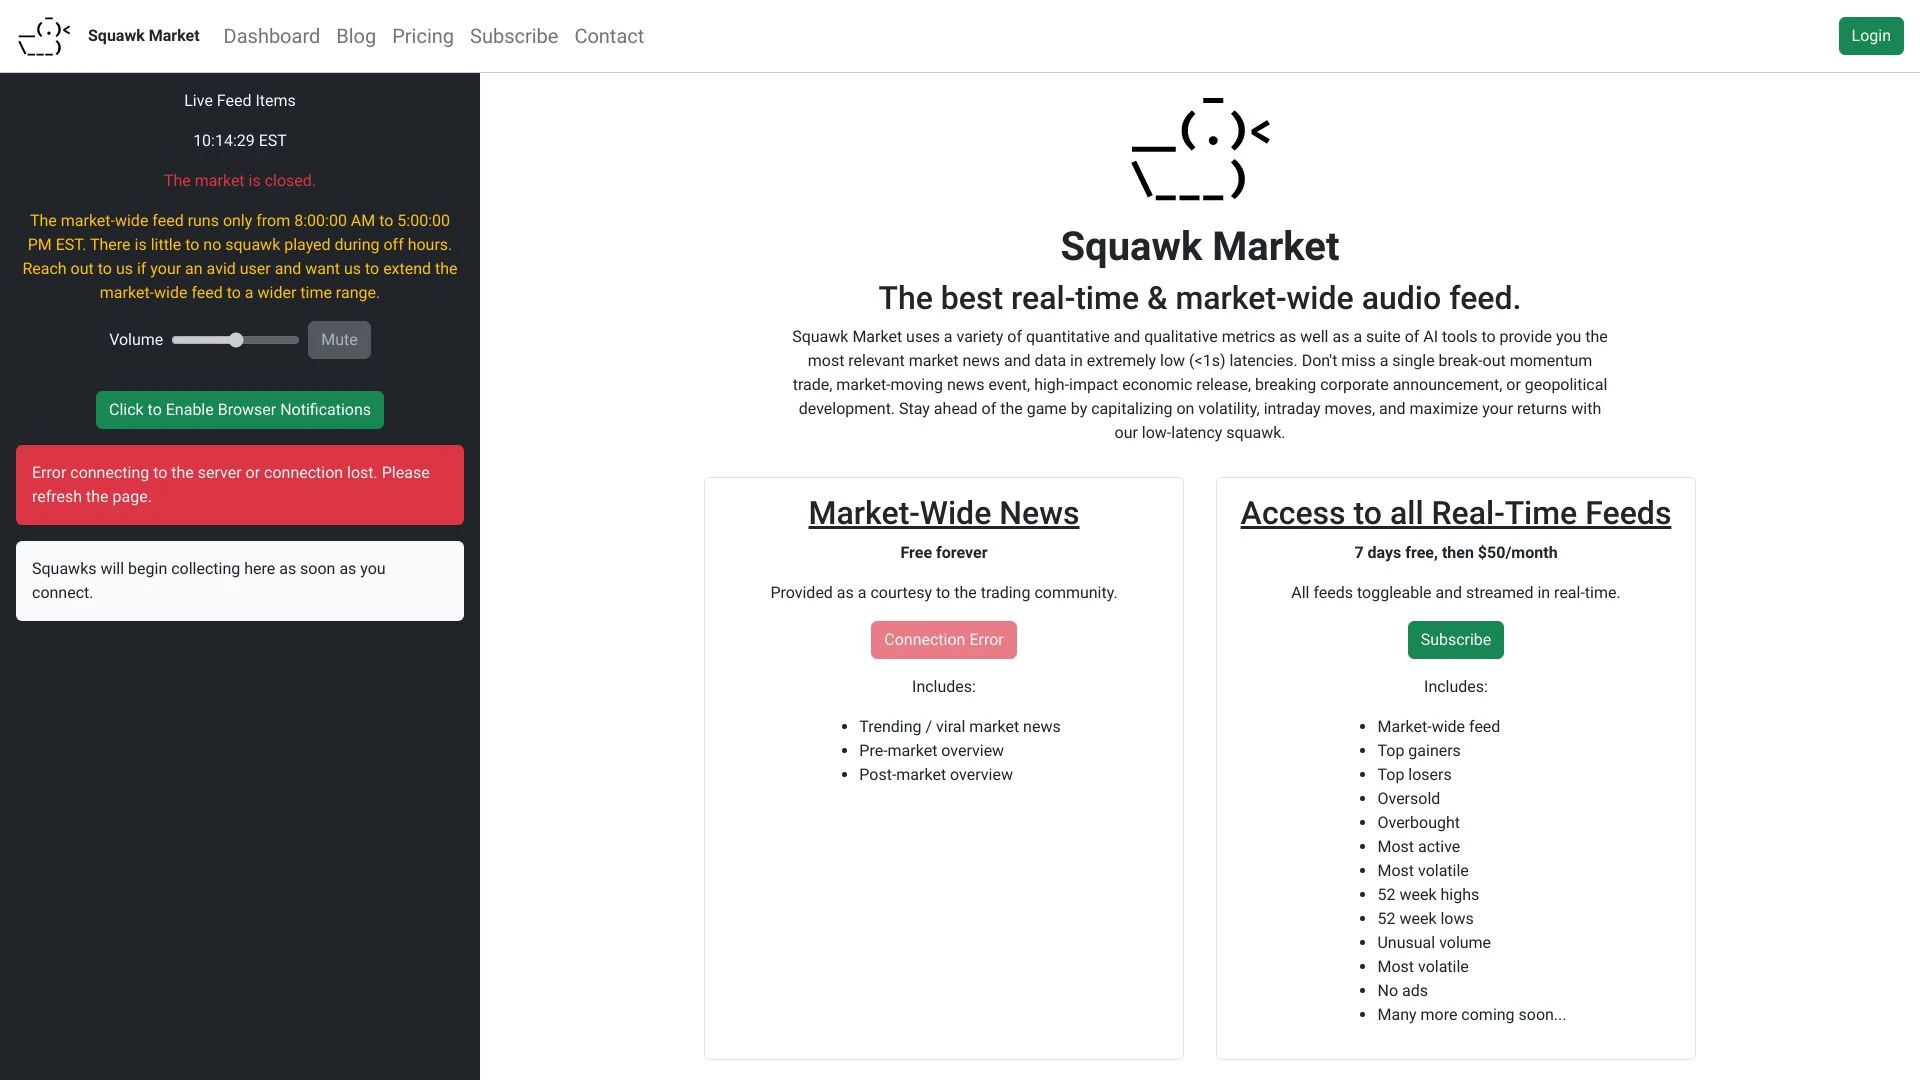 Squawk Market
Dashboard
Blog
Pricing
Subscribe
Contact
Login
Live Feed Items
10:14:29 EST
The market is closed.
The market-wide feed runs only from 8:00:00 AM to 5:00:00
PM EST. There is little to no squawk played during off hours.
Reach out to us if your an avid user and want us to extend the
market-wide feed to a wider time range.
Volume
Mute
Click to Enable Browser Notifications
Error connecting to the server or connection lost. Please
refresh the page.
Squawks will begin collecting here as soon as you
connect.
Squawk Market
The best real-time & market-wide audio feed.
Squawk Market uses a variety of quantitative and qualitative metrics as well as a suite of AI tools to provide you the
most relevant market news and data in extremely low (<1s) latencies. Don't miss a single break-out momentum
trade, market-moving news event, high-impact economic release, breaking corporate announcement, or geopolitical
development. Stay ahead of the game by capitalizing on volatility, intraday moves, and maximize your returns with
our low-latency squawk.
Market-Wide News
Free forever
Provided as a courtesy to the trading community.
Connection Error
Includes:
• Trending / viral market news
• Pre-market overview
• Post-market overview
Access to all Real-Time Feeds
7 days free, then $50/month
All feeds toggleable and streamed in real-time.
Subscribe
Includes:
• Market-wide feed
• Top gainers
• Top losers
• Oversold
• Overbought
• Most active
• Most volatile
• 52 week highs
• 52 week lows
• Unusual volume
• Most volatile
• No ads
• Many more coming soon...